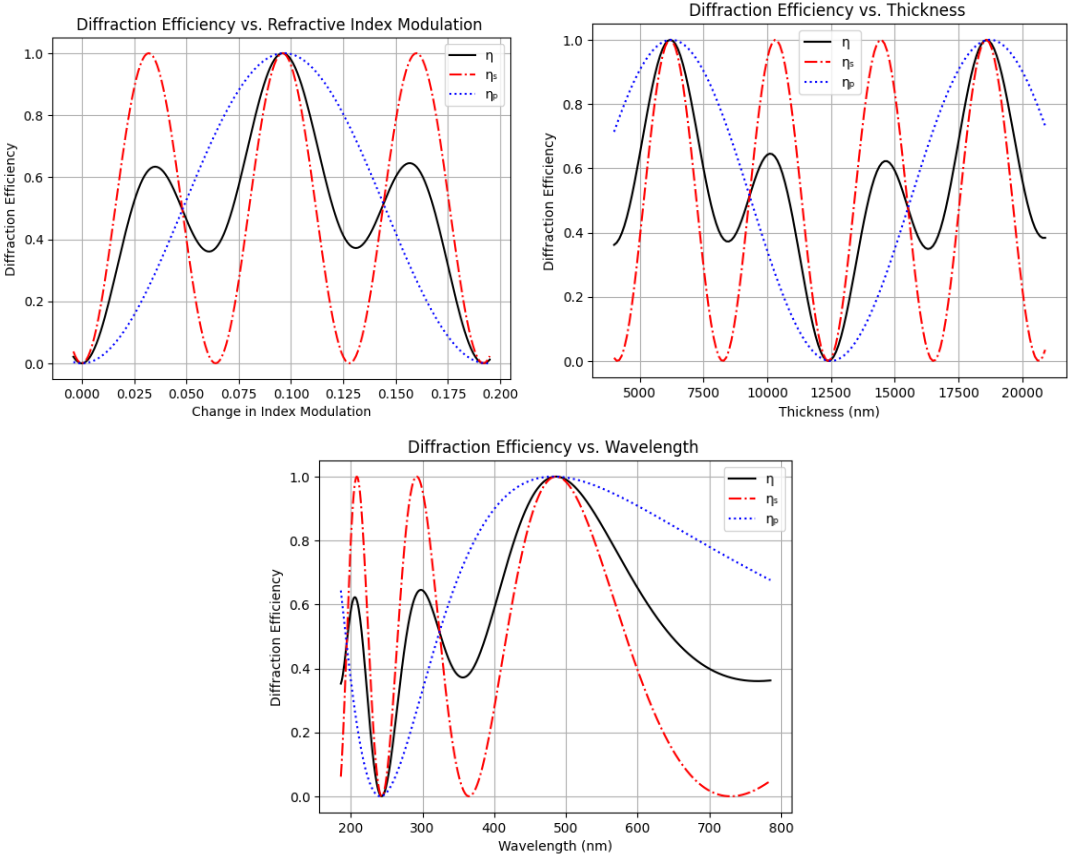 Diffraction Efficiency vs. Refractive Index Modulation
1.0
0.8
0.6
0.4
0.2
0.0
Diffraction Efficiency
η
ηₛ
ηₚ
0.000 0.025 0.050 0.075 0.100 0.125 0.150 0.175 0.200
Change in Index Modulation
Diffraction Efficiency vs. Thickness
1.0
0.8
0.6
0.4
0.2
0.0
Diffraction Efficiency
η
ηₛ
ηₚ
5000 7500 10000 12500 15000 17500 20000
Thickness (nm)
Diffraction Efficiency vs. Wavelength
1.0
0.8
0.6
0.4
0.2
0.0
Diffraction Efficiency
η
ηₛ
ηₚ
200 300 400 500 600 700 800
Wavelength (nm)